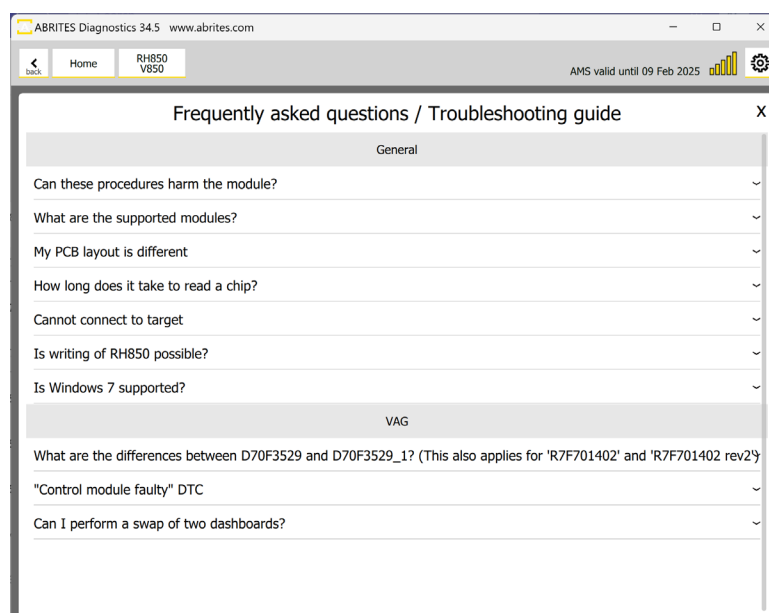 ABRITES Diagnostics 34.5 www.abrites.com
back
Home
RH850
V850
AMS valid until 09 Feb 2025
Frequently asked questions / Troubleshooting guide
X
General
Can these procedures harm the module?
What are the supported modules?
My PCB layout is different
How long does it take to read a chip?
Cannot connect to target
Is writing of RH850 possible?
Is Windows 7 supported?
VAG
What are the differences between D70F3529 and D70F3529_1? (This also applies for 'R7F701402' and 'R7F701402 rev2')
"Control module faulty" DTC
Can I perform a swap of two dashboards?